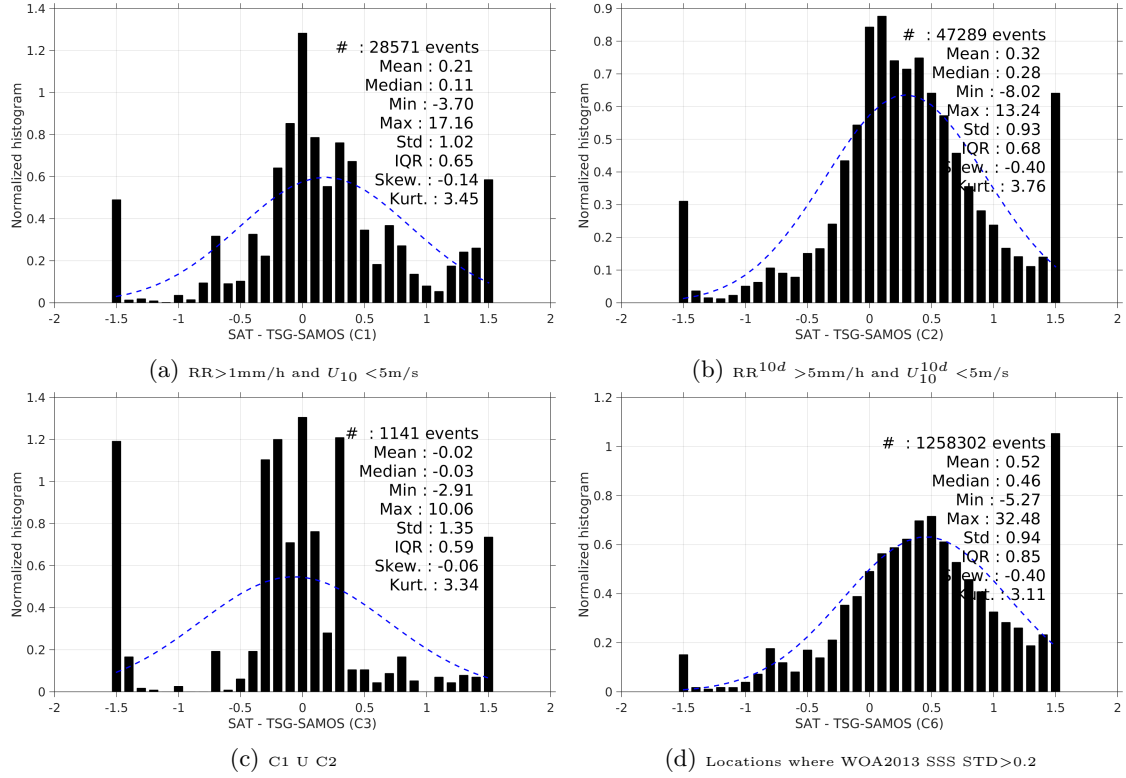 1.4
1.2
1
0.8
0.6
0.4
0.2
0
Normalized histogram
# : 28571 events
Mean : 0.21
Median : 0.11
Min : -3.70
Max : 17.16
Std : 1.02
IQR : 0.65
Skew. : -0.14
Kurt. : 3.45
-2 -1.5 -1 -0.5 0 0.5 1 1.5 2
SAT - TSG-SAMOS (C1)
(a) RR>1mm/h and U10 <5m/s
0.9
0.8
0.7
0.6
0.5
0.4
0.3
0.2
0.1
0
Normalized histogram
# : 47289 events
Mean : 0.32
Median : 0.28
Min : -8.02
Max : 13.24
Std : 0.93
IQR : 0.68
Skew. : -0.40
Kurt. : 3.76
-2 -1.5 -1 -0.5 0 0.5 1 1.5 2
SAT - TSG-SAMOS (C2)
(b) RR10d >5mm/h and U10 10d <5m/s
1.4
1.2
1
0.8
0.6
0.4
0.2
0
Normalized histogram
# : 1141 events
Mean : -0.02
Median : -0.03
Min : -2.91
Max : 10.06
Std : 1.35
IQR : 0.59
Skew. : -0.06
Kurt. : 3.34
-2 -1.5 -1 -0.5 0 0.5 1 1.5 2
SAT - TSG-SAMOS (C3)
(c) C1 U C2
1.2
1
0.8
0.6
0.4
0.2
0
Normalized histogram
# : 1258302 events
Mean : 0.52
Median : 0.46
Min : -5.27
Max : 32.48
Std : 0.94
IQR : 0.85
Skew. : -0.40
Kurt. : 3.11
-2 -1.5 -1 -0.5 0 0.5 1 1.5 2
SAT - TSG-SAMOS (C6)
(d) Locations where WOA2013 SSS STD>0.2